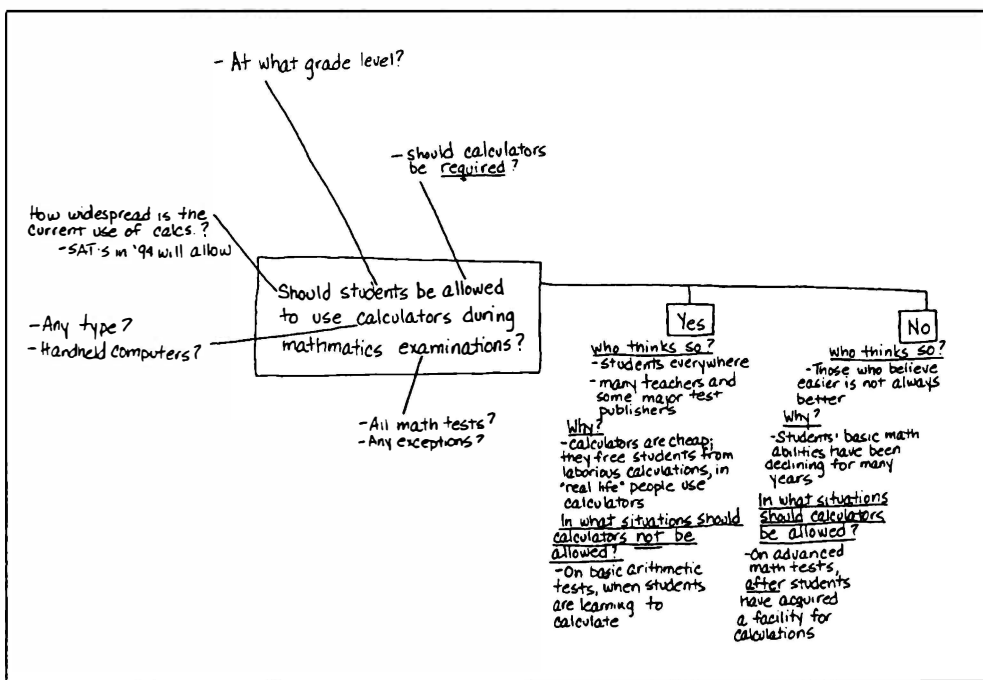 - At what grade level?
- should calculators
be required?
How widespread is the
current use of calcs.?
- SAT's in '94 will allow
Should students be allowed
to use calculators during
mathmatics examinations?
- Any type?
- Handheld computers?
- All math tests?
- Any exceptions?
Yes
who thinks so?
- Students everywhere
- many teachers and
some major test
publishers
Why?
- calculators are cheap;
they free students from
laborious calculations, in
"real life" people use
calculators
In what situations should
calculators not be
allowed?
- On basic arithmetic
tests, when students
are learning to
calculate
No
who thinks so?
- Those who believe
easier is not always
better
Why?
- Students' basic math
abilities have been
declining for many
years
In what situations
should calculators
be allowed?
- On advanced
math tests,
after students
have acquired
a facility for
calculations